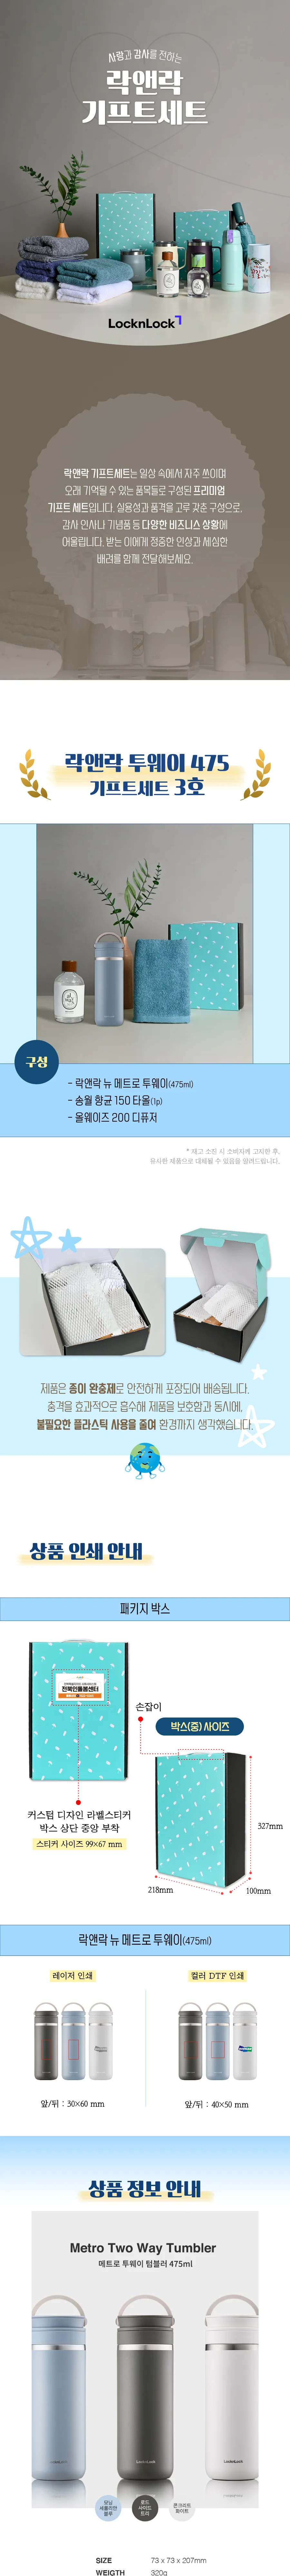 사랑과 감사를 전하는
락앤락
기프트세트
LocknLock
락앤락 기프트세트는 일상 속에서 자주 쓰이며
오래 기억될 수 있는 품목들로 구성된 프리미엄
기프트 세트입니다. 실용성과 품격을 고루 갖춘 구성으로,
감사 인사나 기념품 등 다양한 비즈니스 상황에
어울립니다. 받는 이에게 정중한 인상과 세심한
배려를 함께 전달해보세요.
락앤락 투웨이 475
기프트세트 3호
구성
- 락앤락 뉴 메트로 투웨이(475ml)
- 송월 향균 150 타올(1p)
- 올웨이즈 200 디퓨저
* 재고 소진 시 소비자께 고지한 후,
유사한 제품으로 대체될 수 있음을 알려드립니다.
제품은 종이 완충제로 안전하게 포장되어 배송됩니다.
충격을 효과적으로 흡수해 제품을 보호함과 동시에,
불필요한 플라스틱 사용을 줄여 환경까지 생각했습니다.
상품 인쇄 안내
패키지 박스
손잡이
박스(중) 사이즈
커스텀 디자인 라벨스티커
박스 상단 중앙 부착
스티커 사이즈 99×67 mm
327mm
218mm
100mm
락앤락 뉴 메트로 투웨이(475ml)
레이저 인쇄
컬러 DTF 인쇄
앞/뒤 : 30×60 mm
앞/뒤 : 40×50 mm
상품 정보 안내
Metro Two Way Tumbler
메트로 투웨이 텀블러 475ml
LocknLock
LocknLock
LocknLock
콘크리트
화이트
SIZE 73 x 73 x 207mm
WEIGTH 320g